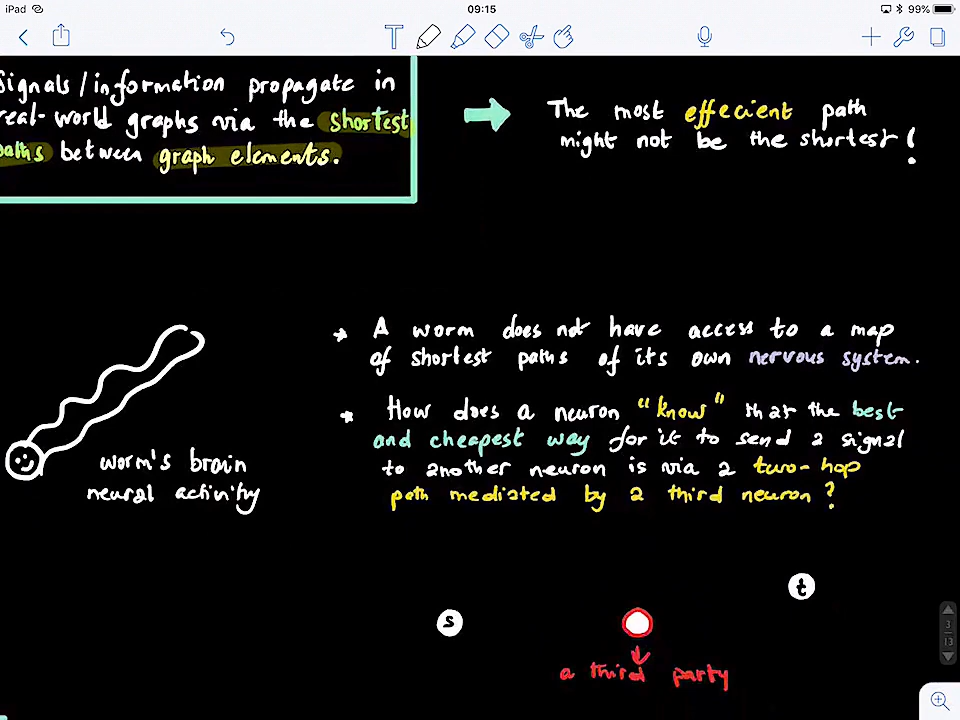 iPad
09:15
99%
T
signals/information propagate in
real-world graphs via the shortest
paths between graph elements.
The most effecient path
might not be the shortest!
* A worm does not have access to a map
of shortest paths of its own nervous system.
* How does a neuron "know" that the best
and cheapest way for it to send a signal
to another neuron is via a two-hop
path mediated by a third neuron?
worm's brain
neural activity
t
s
a third party
3
13